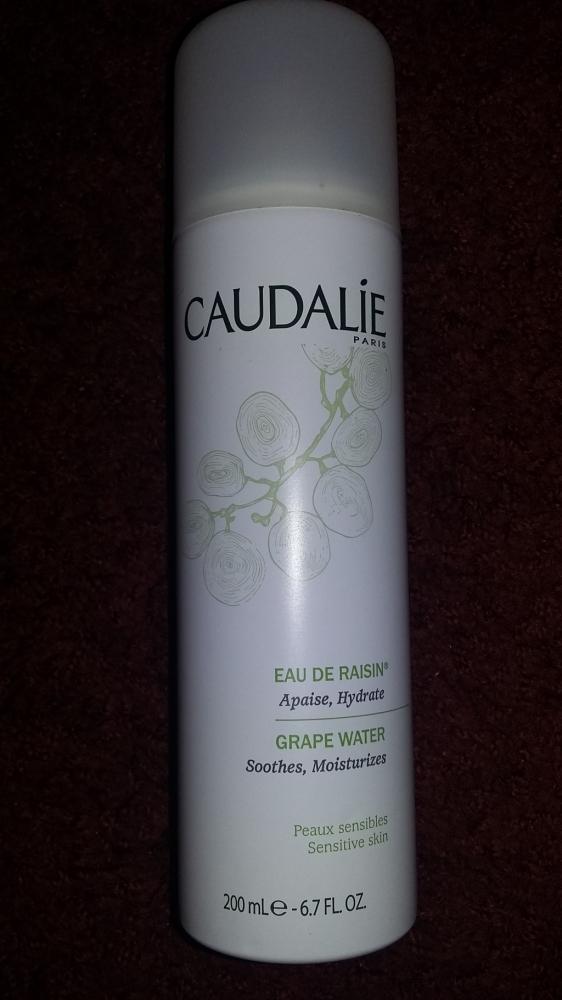 CAUDALIE
PARIS
EAU DE RAISIN®
Apaise, Hydrate
GRAPE WATER
Soothes, Moisturizes
Peaux sensibles
Sensitive skin
200 mL℮ - 6.7 FL. OZ.